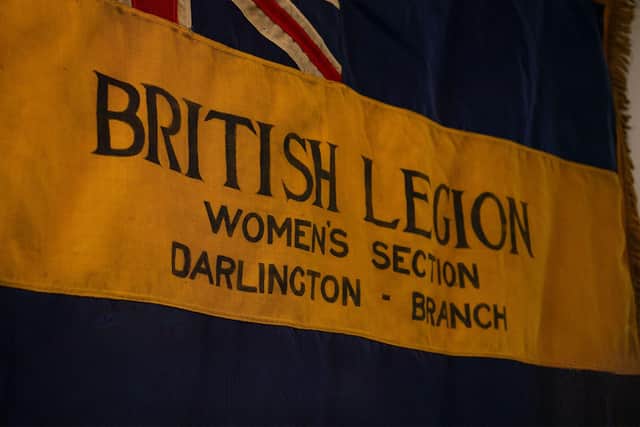 BRITISH LEGION
WOMEN'S SECTION
DARLINGTON - BRANCH